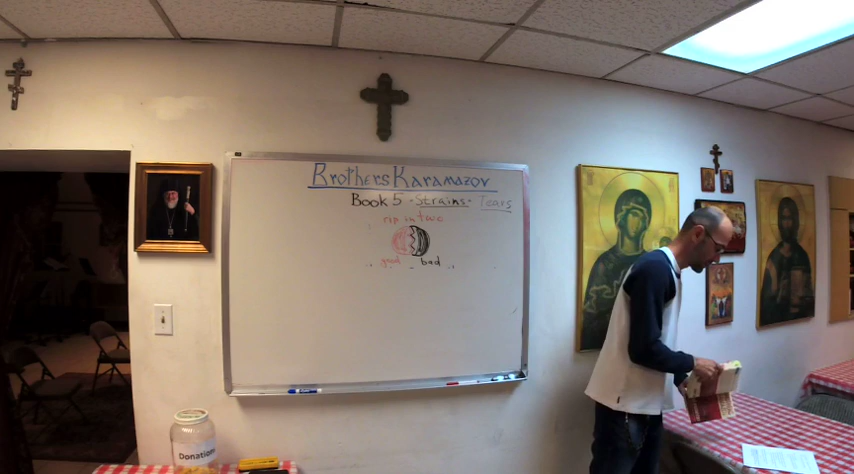 Brothers Karamazov
Book 5 - Strains - Tears
rip in two
good bad
Donations